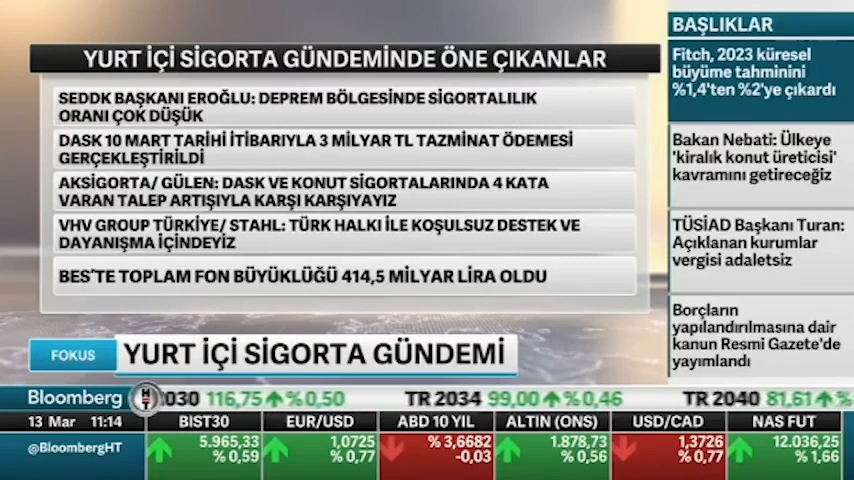 YURT İÇİ SİGORTA GÜNDEMİNDE ÖNE ÇIKANLAR
SEDDK BAŞKANI EROĞLU: DEPREM BÖLGESİNDE SİGORTALILIK
ORANI ÇOK DÜŞÜK
DASK 10 MART TARİHİ İTİBARIYLA 3 MİLYAR TL TAZMİNAT ÖDEMESİ
GERÇEKLEŞTİRİLDİ
AKSİGORTA/ GÜLEN: DASK VE KONUT SİGORTALARINDA 4 KATA
VARAN TALEP ARTIŞIYLA KARŞI KARŞIYAYIZ
VHV GROUP TÜRKİYE/ STAHL: TÜRK HALKI İLE KOŞULSUZ DESTEK VE
DAYANIŞMA İÇİNDEYİZ
BES'TE TOPLAM FON BÜYÜKLÜĞÜ 414,5 MİLYAR LİRA OLDU
BAŞLIKLAR
Fitch, 2023 küresel
büyüme tahminini
%1,4'ten %2'ye çıkardı
Bakan Nebati: Ülkeye
'kiralık konut üreticisi'
kavramını getireceğiz
TÜSİAD Başkanı Turan:
Açıklanan kurumlar
vergisi adaletsiz
Borçların
yapılandırılmasına dair
kanun Resmi Gazete'de
yayımlandı
FOKUS
YURT İÇİ SİGORTA GÜNDEMİ
Bloomberg HT 2030 116,75 %0,50 TR 2034 99,00 %0,46 TR 2040 81,61 %
13 Mar 11:14 BIST30 EUR/USD ABD 10 YIL ALTIN (ONS) USD/CAD NAS FUT
@BloombergHT 5.965,33 1,0725 % 3,6682 1.878,73 1,3726 12.036,25
% 0,59 % 0,77 -0,03 % 0,56 % 0,77 % 1,66